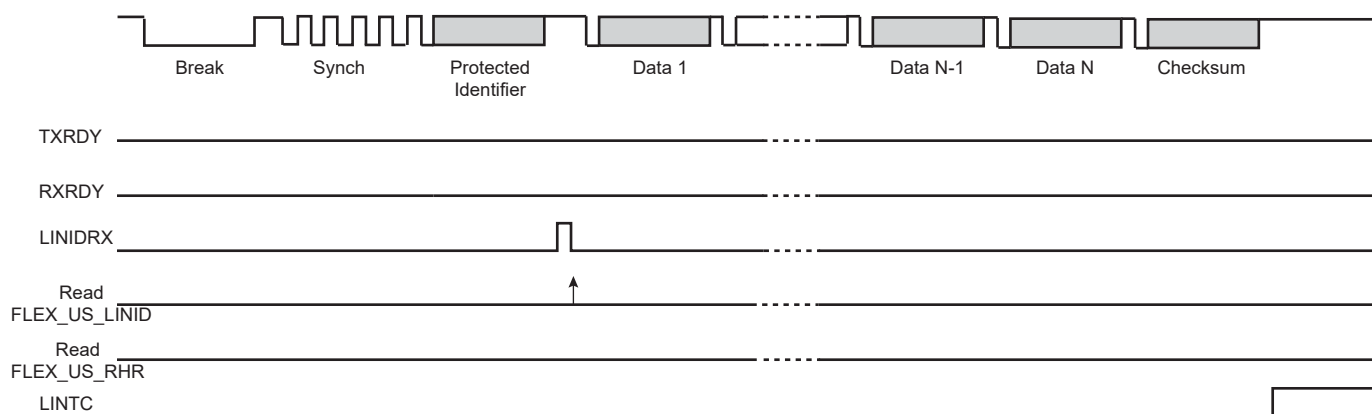 Break Synch Protected Data 1 Data N-1 Data N Checksum
Identifier
TXRDY
RXRDY
LINIDRX
Read
FLEX_US_LINID
Read
FLEX_US_RHR
LINTC